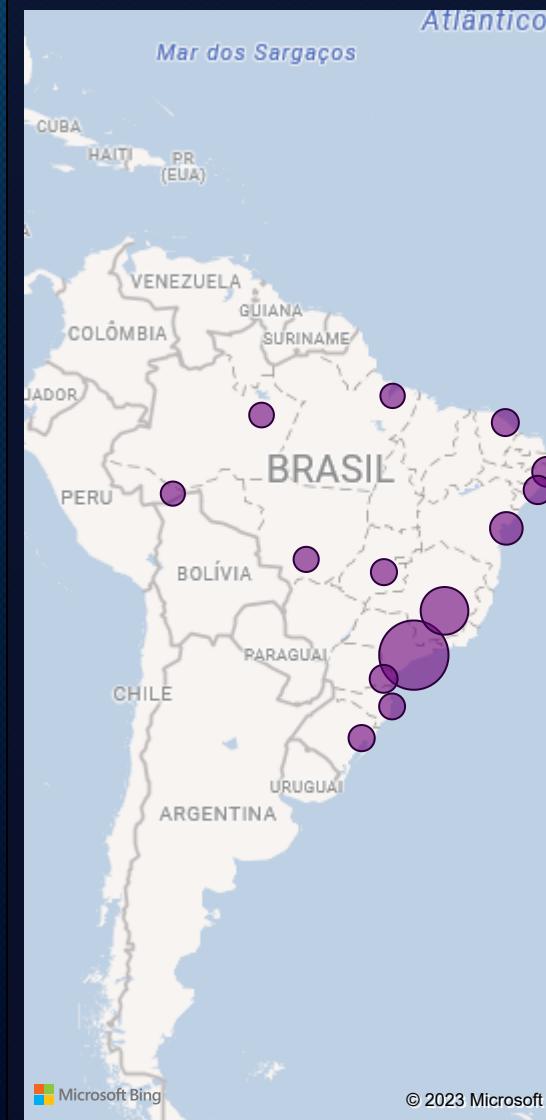 Atlântico
Mar dos Sargaços
CUBA
HAITI
PR
(EUA)
VENEZUELA
GUIANA
COLÔMBIA
SURINAME
JADOR
BRASIL
PERU
BOLÍVIA
PARAGUAI
CHILE
URUGUAI
ARGENTINA
Microsoft Bing
© 2023 Microsoft